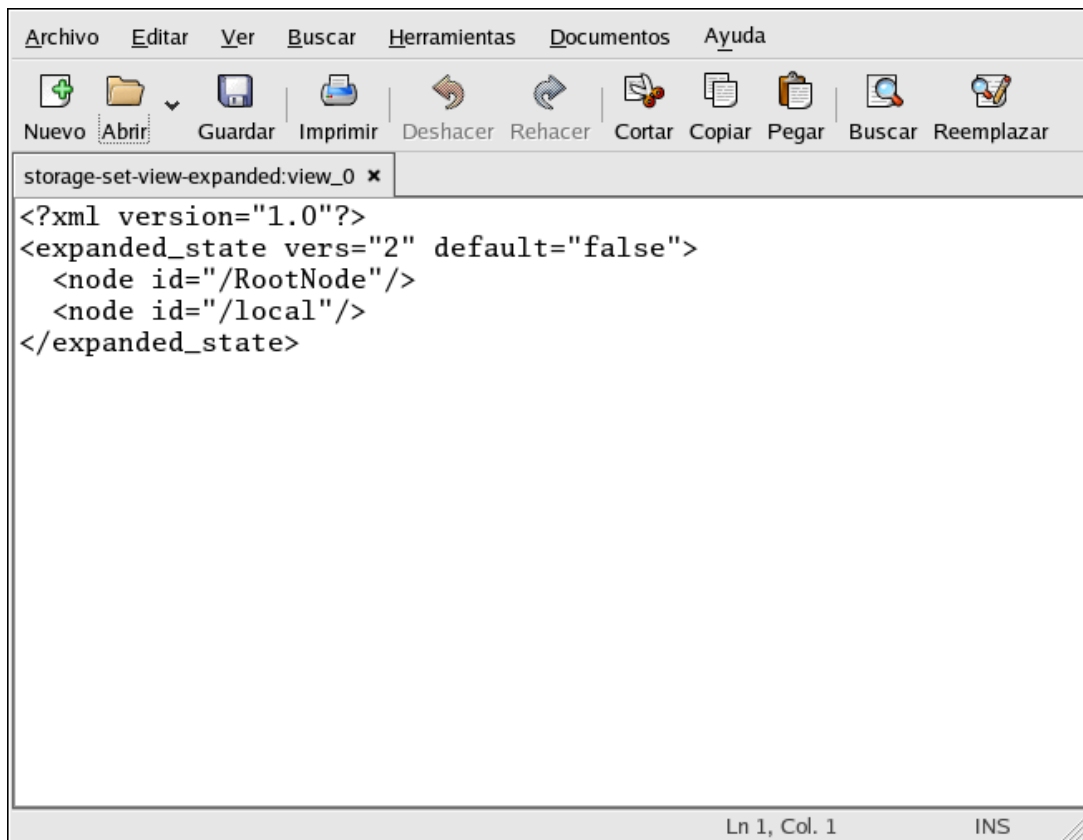 Archivo Editar Ver Buscar Herramientas Documentos Ayuda
Nuevo Abrir Guardar Imprimir Deshacer Rehacer Cortar Copiar Pegar Buscar Reemplazar
storage-set-view-expanded:view_0
<?xml version="1.0"?>
<expanded_state vers="2" default="false">
  <node id="/RootNode"/>
  <node id="/local"/>
</expanded_state>
Ln 1, Col. 1 INS